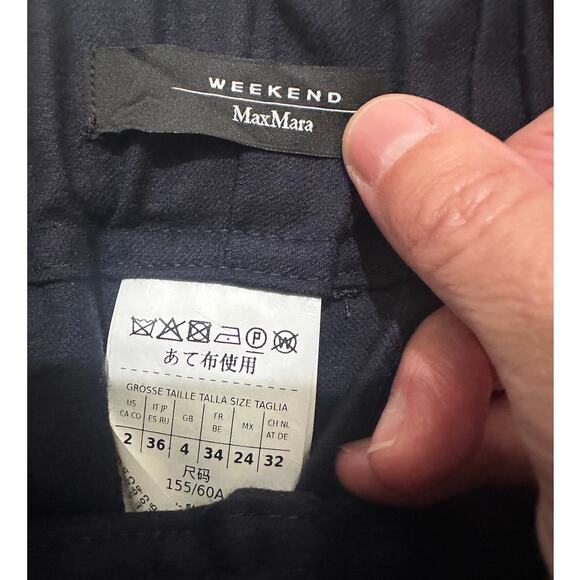 WEEKEND
MaxMara
P W
あて布使用
GRÖSSE TAILLE TALLA SIZE TAGLIA
US CA CO IT JP ES RU GB FR BE MX CH NL AT DE
2 36 4 34 24 32
尺码
155/60A